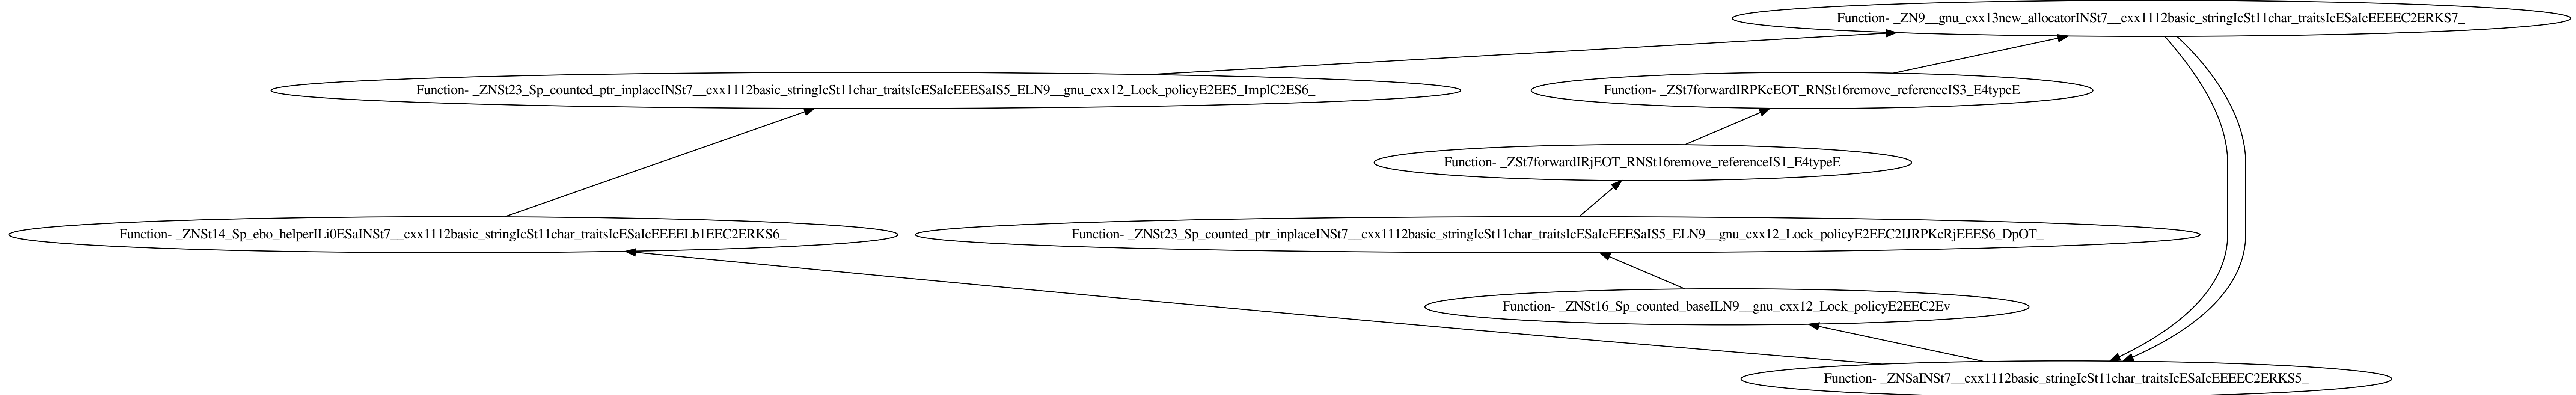 Function- _ZN9__gnu_cxx13new_allocatorINSt7__cxx1112basic_stringIcSt11char_traitsIcESaIcEEEEC2ERKS7_
Function- _ZNSt23_Sp_counted_ptr_inplaceINSt7__cxx1112basic_stringIcSt11char_traitsIcESaIcEEESaIS5_ELN9__gnu_cxx12_Lock_policyE2EE5_ImplC2ES6_
Function- _ZSt7forwardIRPKcEOT_RNSt16remove_referenceIS3_E4typeE
Function- _ZSt7forwardIRjEOT_RNSt16remove_referenceIS1_E4typeE
Function- _ZNSt14_Sp_ebo_helperILi0ESaINSt7__cxx1112basic_stringIcSt11char_traitsIcESaIcEEEELb1EEC2ERKS6_
Function- _ZNSt23_Sp_counted_ptr_inplaceINSt7__cxx1112basic_stringIcSt11char_traitsIcESaIcEEESaIS5_ELN9__gnu_cxx12_Lock_policyE2EEC2IJRPKcRjEEES6_DpOT_
Function- _ZNSt16_Sp_counted_baseILN9__gnu_cxx12_Lock_policyE2EEC2Ev
Function- _ZNSaINSt7__cxx1112basic_stringIcSt11char_traitsIcESaIcEEEEC2ERKS5_